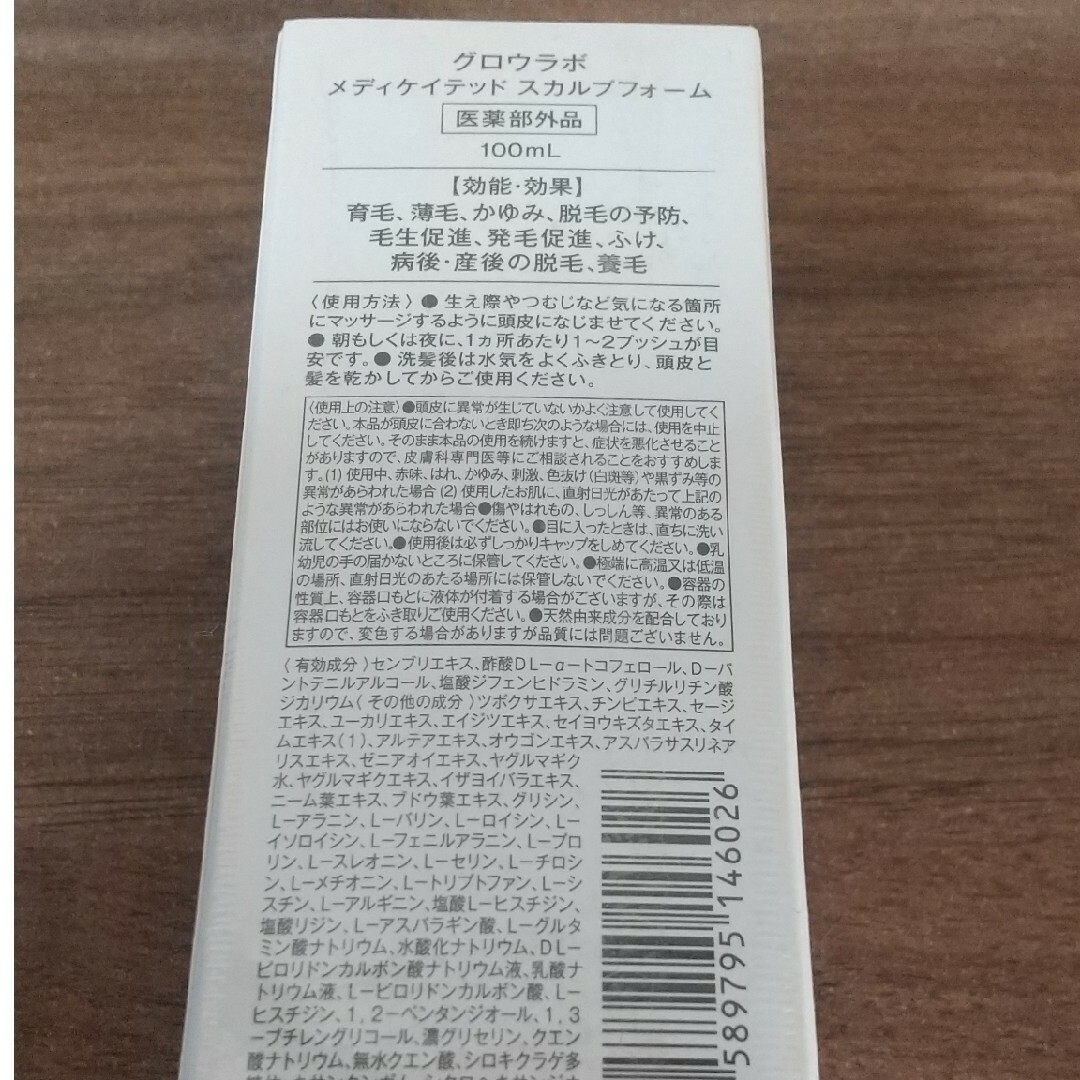 グロウラボ
メディケイテッド スカルプフォーム
医薬部外品
100mL
【効能・効果】
育毛、薄毛、かゆみ、脱毛の予防、
毛生促進、発毛促進、ふけ、
病後・産後の脱毛、養毛
〈使用方法〉● 生え際やつむじなど気になる箇所
にマッサージするように頭皮になじませてください。
● 朝もしくは夜に、1ヵ所あたり1〜2プッシュが目
安です。● 洗髪後は水気をよくふきとり、頭皮と
髪を乾かしてからご使用ください。
〈使用上の注意〉●頭皮に異常が生じていないかよく注意して使用してく
ださい。本品が頭皮に合わないとき即ち次のような場合には、使用を中止
してください。そのまま本品の使用を続けますと、症状を悪化させること
がありますので、皮膚科専門医等にご相談されることをおすすめしま
す。(1) 使用中、赤味、はれ、かゆみ、刺激、色抜け(白斑等)や黒ずみ等の
異常があらわれた場合 (2) 使用したお肌に、直射日光があたって上記の
ような異常があらわれた場合●傷やはれもの、しっしん等、異常のある
部位にはお使いにならないでください。●目に入ったときは、直ちに洗い
流してください。●使用後は必ずしっかりキャップをしめてください。●乳
幼児の手の届かないところに保管してください。●極端に高温又は低温
の場所、直射日光のあたる場所には保管しないでください。●容器の
性質上、容器口もとに液体が付着する場合がございますが、その際は
容器口もとをふき取りご使用ください。●天然由来成分を配合しており
ますので、変色する場合がありますが品質には問題ございません。
〈有効成分〉センブリエキス、酢酸DL−α−トコフェロール、D−パ
ントテニルアルコール、塩酸ジフェンヒドラミン、グリチルリチン酸
ジカリウム〈その他の成分〉ツボクサエキス、チンピエキス、セージ
エキス、ユーカリエキス、エイジツエキス、セイヨウキズタエキス、タイ
ムエキス(1)、アルテアエキス、オウゴンエキス、アスパラサスリネア
リスエキス、ゼニアオイエキス、ヤグルマギク
水、ヤグルマギクエキス、イザヨイバラエキス、
ニーム葉エキス、ブドウ葉エキス、グリシン、
L−アラニン、L−バリン、L−ロイシン、L−
イソロイシン、L−フェニルアラニン、L−プロ
リン、L−スレオニン、L−セリン、L−チロシ
ン、L−メチオニン、L−トリプトファン、L−シ
スチン、L−アルギニン、塩酸L−ヒスチジン、
塩酸リジン、L−アスパラギン酸、L−グルタ
ミン酸ナトリウム、水酸化ナトリウム、DL−
ピロリドンカルボン酸ナトリウム液、乳酸ナ
トリウム液、L−ピロリドンカルボン酸、L−
ヒスチジン、1,2−ペンタンジオール、1,3
−ブチレングリコール、濃グリセリン、クエン
酸ナトリウム、無水クエン酸、シロキクラゲ多
589795 146026